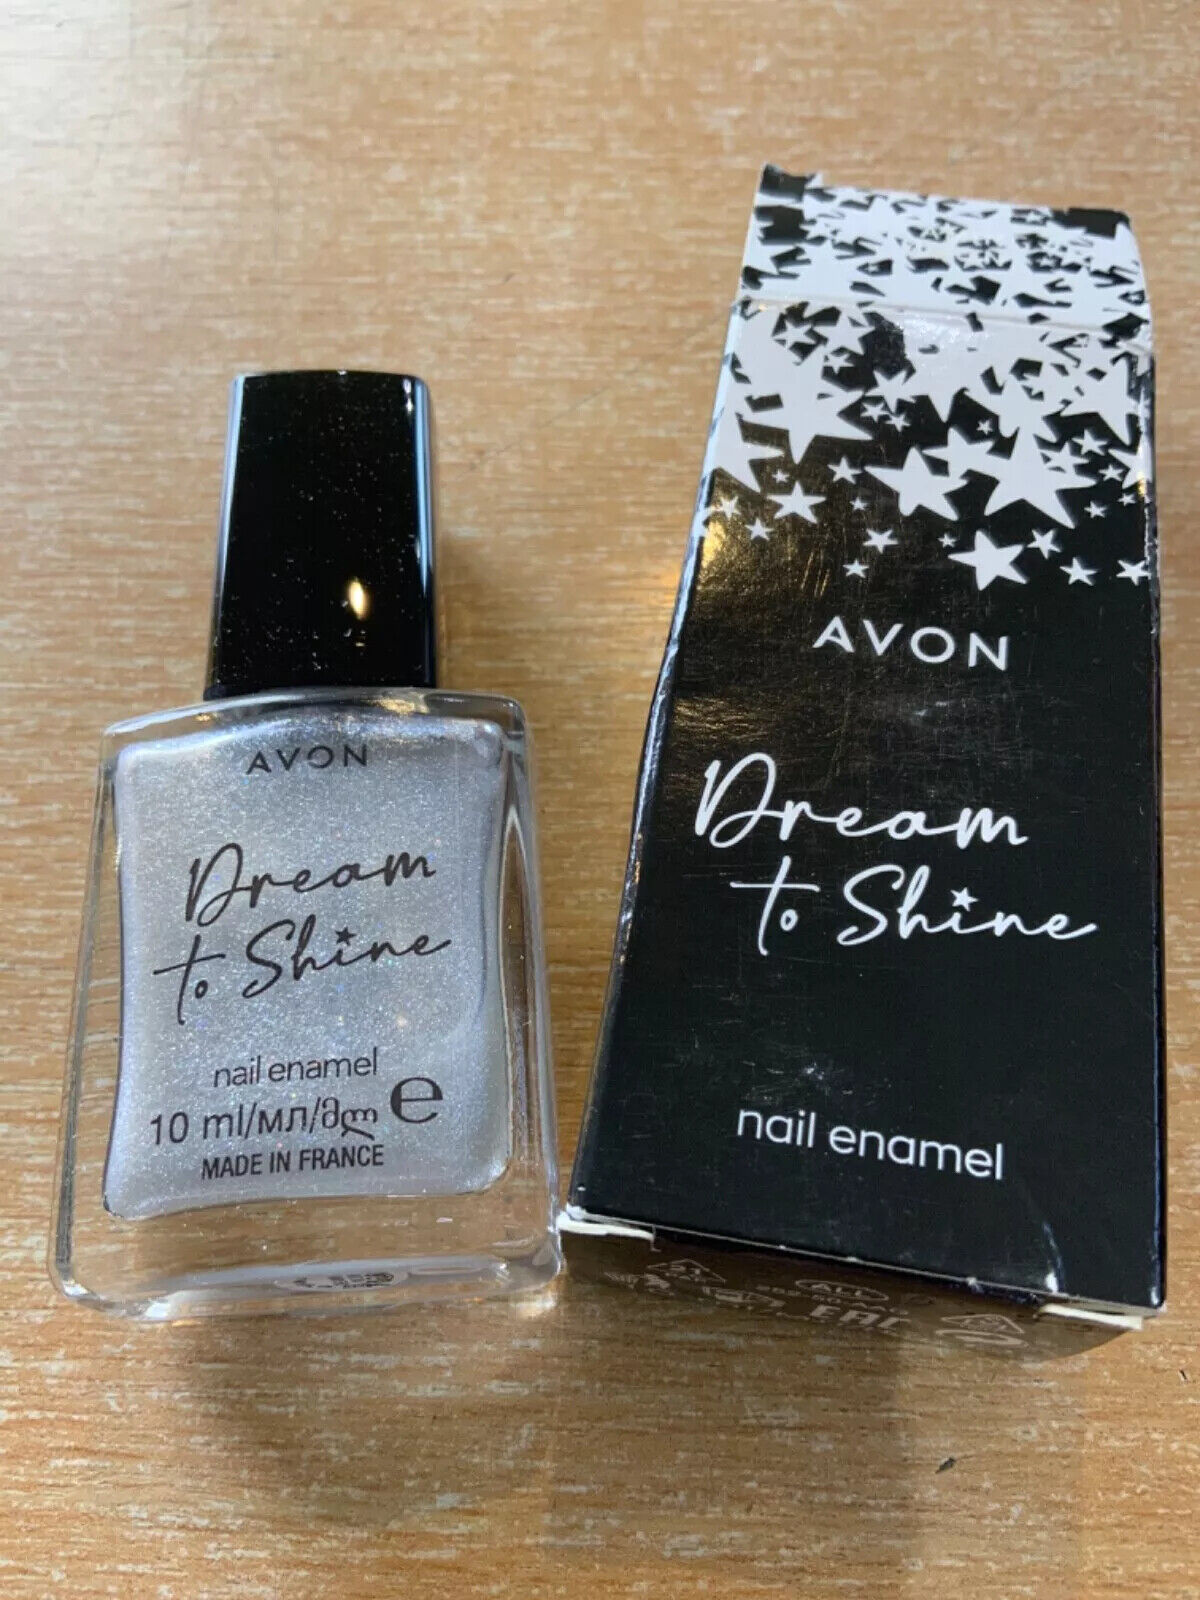 AVON
Dream
to Shine
nail enamel
10 ml/мл/მლ ℮
MADE IN FRANCE
AVON
Dream
to Shine
nail enamel
EAC